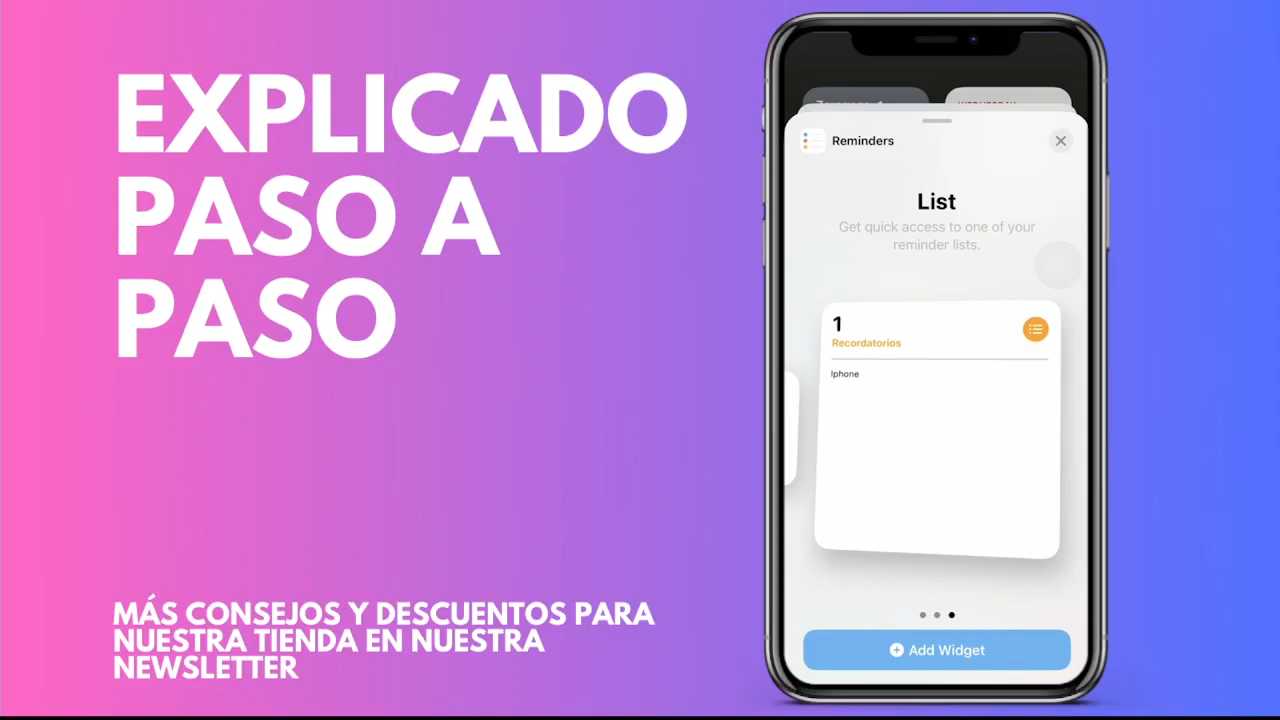 EXPLICADO
PASO A
PASO
MÁS CONSEJOS Y DESCUENTOS PARA
NUESTRA TIENDA EN NUESTRA
NEWSLETTER
Reminders
List
Get quick access to one of your
reminder lists.
1
Recordatorios
Iphone
Add Widget